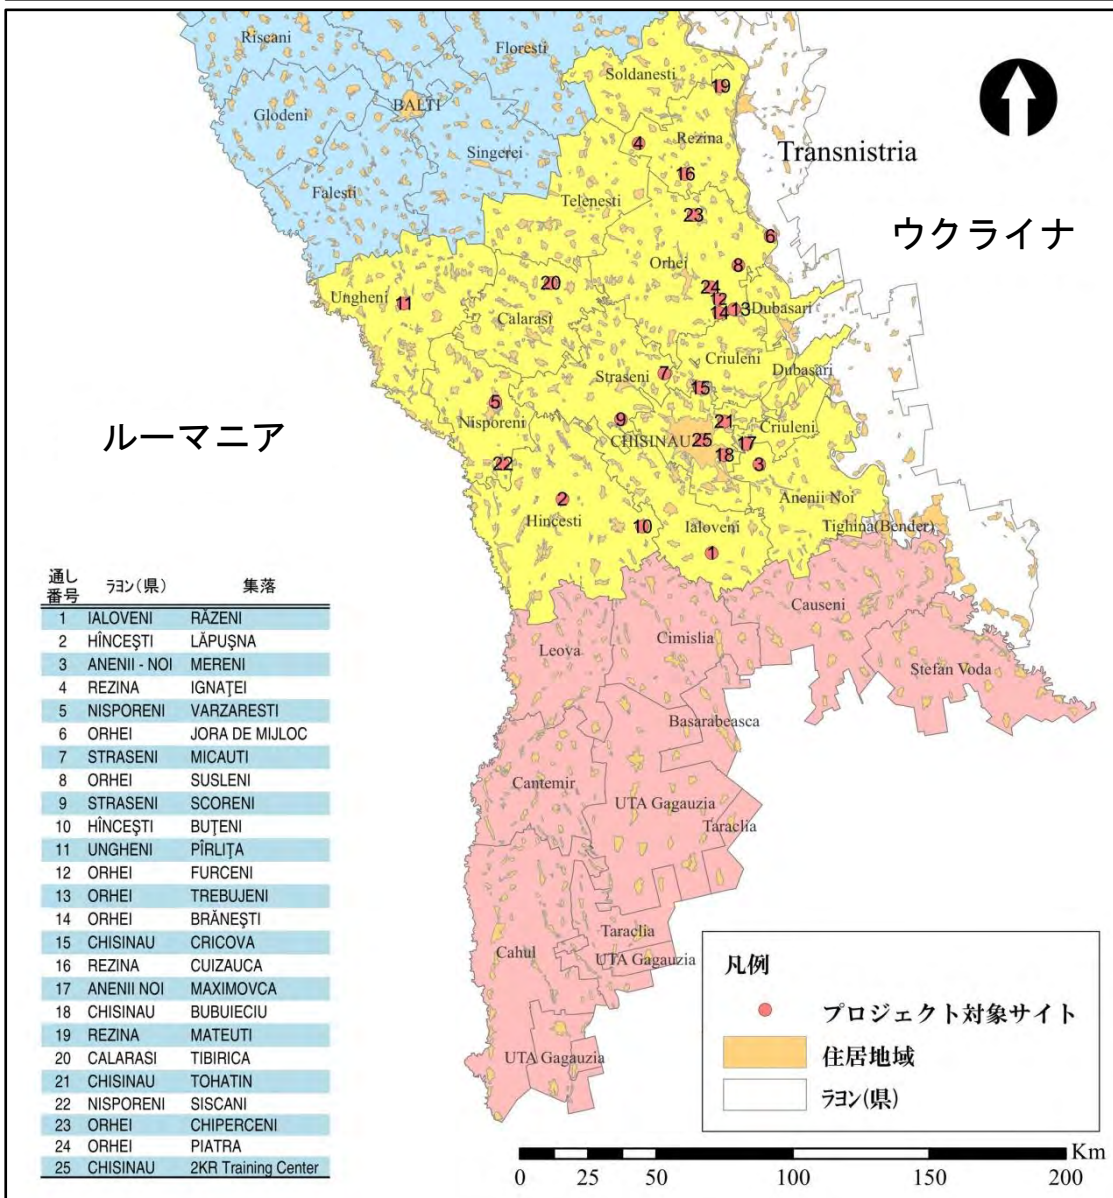 Riscani
Floresti
Soldanesti
19
Glodeni
BALTI
Rezina
4
Singerei
Transnistria
16
Falesti
Telenesti
23
ウクライナ
6
Orhei
8
Ungheni
11
20
24
12
13
14
Dubasari
Calarasi
Criuleni
Straseni
7
Dubasari
15
5
9
21
Nisporeni
Criuleni
ルーマニア
CHISINAU
25
17
18
22
3
2
Anenii Noi
Hincesti
10
Ialoveni
Tighina(Bender)
1
通し番号 ラヨン(県) 集落
1 IALOVENI RĂZENI
2 HÎNCEŞTI LĂPUŞNA
3 ANENII - NOI MERENI
4 REZINA IGNAŢEI
5 NISPORENI VARZARESTI
6 ORHEI JORA DE MIJLOC
7 STRASENI MICAUTI
8 ORHEI SUSLENI
9 STRASENI SCORENI
10 HÎNCEŞTI BUŢENI
11 UNGHENI PÎRLIŢA
12 ORHEI FURCENI
13 ORHEI TREBUJENI
14 ORHEI BRĂNEŞTI
15 CHISINAU CRICOVA
16 REZINA CUIZAUCA
17 ANENII NOI MAXIMOVCA
18 CHISINAU BUBUIECIU
19 REZINA MATEUTI
20 CALARASI TIBIRICA
21 CHISINAU TOHATIN
22 NISPORENI SISCANI
23 ORHEI CHIPERCENI
24 ORHEI PIATRA
25 CHISINAU 2KR Training Center
Causeni
Leova
Cimislia
Stefan Voda
Basarabeasca
Cantemir
UTA Gagauzia
Taraclia
Taraclia
Cahul
UTA Gagauzia
UTA Gagauzia
凡例
プロジェクト対象サイト
住居地域
ラヨン(県)
Km
0 25 50 100 150 200